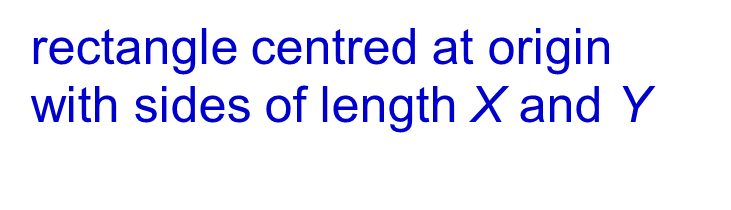 rectangle centred at origin
with sides of length X and Y